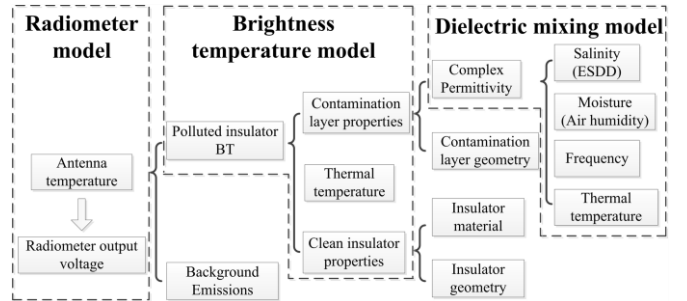 Radiometer
model
Brightness
temperature model
Dielectric mixing model
Antenna
temperature
Radiometer output
voltage
Polluted insulator
BT
Background
Emissions
Contamination
layer properties
Thermal
temperature
Clean insulator
properties
Complex
Permittivity
Contamination
layer geometry
Insulator
material
Insulator
geometry
Salinity
(ESDD)
Moisture
(Air humidity)
Frequency
Thermal
temperature